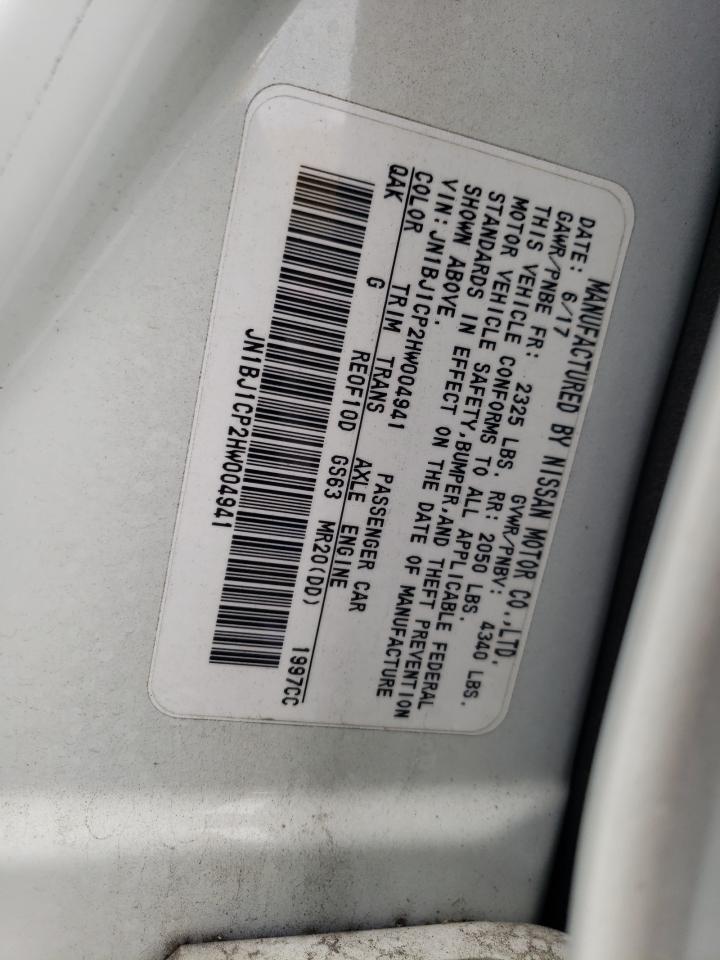 MANUFACTURED BY NISSAN MOTOR CO.,LTD.
DATE: 6/17 GVWR/PNBV: 4340 LBS.
GAWR/PNBE FR: 2325 LBS. RR: 2050 LBS.
THIS VEHICLE CONFORMS TO ALL APPLICABLE FEDERAL
MOTOR VEHICLE SAFETY,BUMPER,AND THEFT PREVENTION
STANDARDS IN EFFECT ON THE DATE OF MANUFACTURE
SHOWN ABOVE.
VIN:JN1BJ1CP2HW004941 PASSENGER CAR
COLOR TRIM TRANS AXLE ENGINE
QAK G RE0F10D GS63 MR20(DD) 1997CC
JN1BJ1CP2HW004941